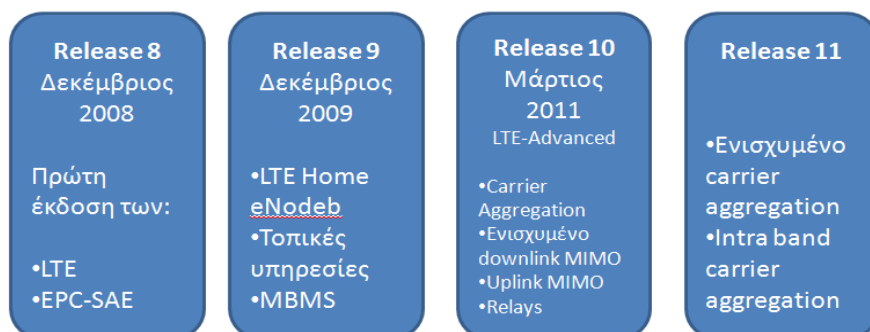 Release 8
Δεκέμβριος
2008
Πρώτη
έκδοση των:
•LTE
•EPC-SAE
Release 9
Δεκέμβριος
2009
•LTE Home
eNodeb
•Τοπικές
υπηρεσίες
•MBMS
Release 10
Μάρτιος
2011
LTE-Advanced
•Carrier
Aggregation
•Ενισχυμένο
downlink MIMO
•Uplink MIMO
•Relays
Release 11
•Ενισχυμένο
carrier
aggregation
•Intra band
carrier
aggregation